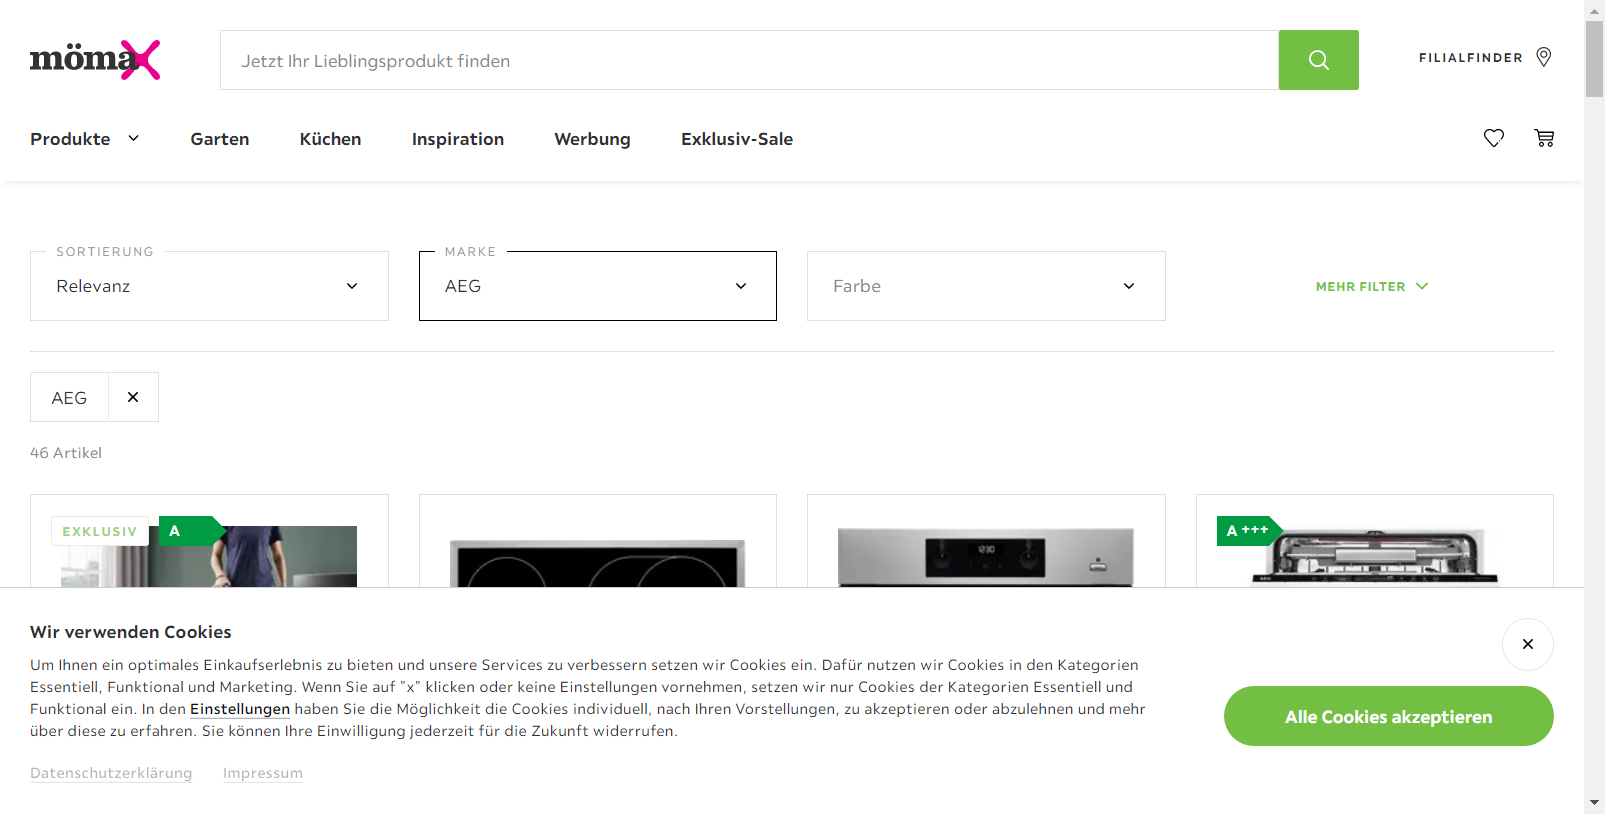 mömax
Jetzt Ihr Lieblingsprodukt finden
FILIALFINDER
Produkte
Garten
Küchen
Inspiration
Werbung
Exklusiv-Sale
SORTIERUNG
Relevanz
MARKE
AEG
Farbe
MEHR FILTER
AEG
46 Artikel
EXKLUSIV
A
12:30
A +++
AEG
Wir verwenden Cookies
Um Ihnen ein optimales Einkaufserlebnis zu bieten und unsere Services zu verbessern setzen wir Cookies ein. Dafür nutzen wir Cookies in den Kategorien
Essentiell, Funktional und Marketing. Wenn Sie auf "x" klicken oder keine Einstellungen vornehmen, setzen wir nur Cookies der Kategorien Essentiell und
Funktional ein. In den Einstellungen haben Sie die Möglichkeit die Cookies individuell, nach Ihren Vorstellungen, zu akzeptieren oder abzulehnen und mehr
über diese zu erfahren. Sie können Ihre Einwilligung jederzeit für die Zukunft widerrufen.
Alle Cookies akzeptieren
Datenschutzerklärung
Impressum